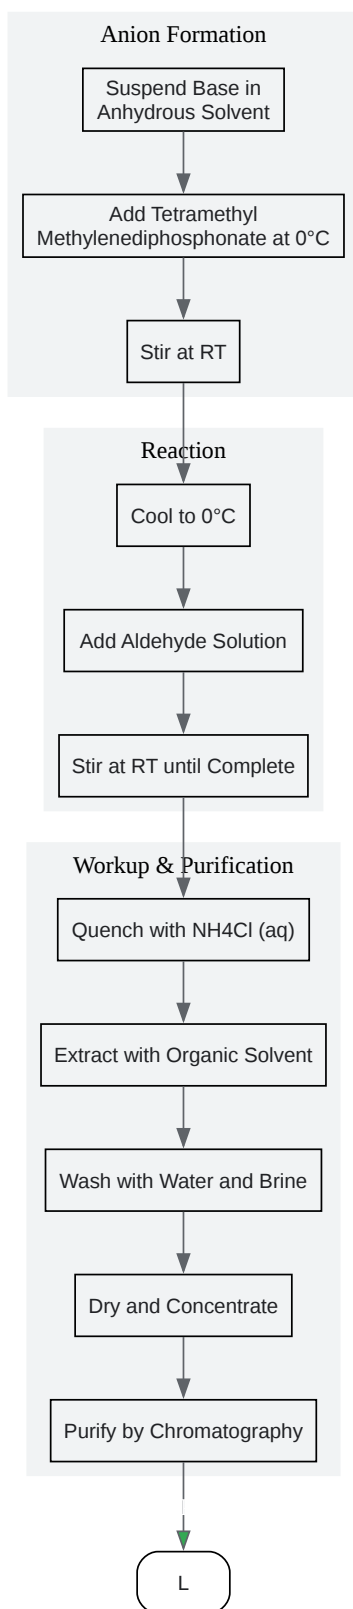 Anion Formation
Suspend Base in
Anhydrous Solvent
Add Tetramethyl
Methylenediphosphonate at 0°C
Stir at RT
Reaction
Cool to 0°C
Add Aldehyde Solution
Stir at RT until Complete
Workup & Purification
Quench with NH4Cl (aq)
Extract with Organic Solvent
Wash with Water and Brine
Dry and Concentrate
Purify by Chromatography
L